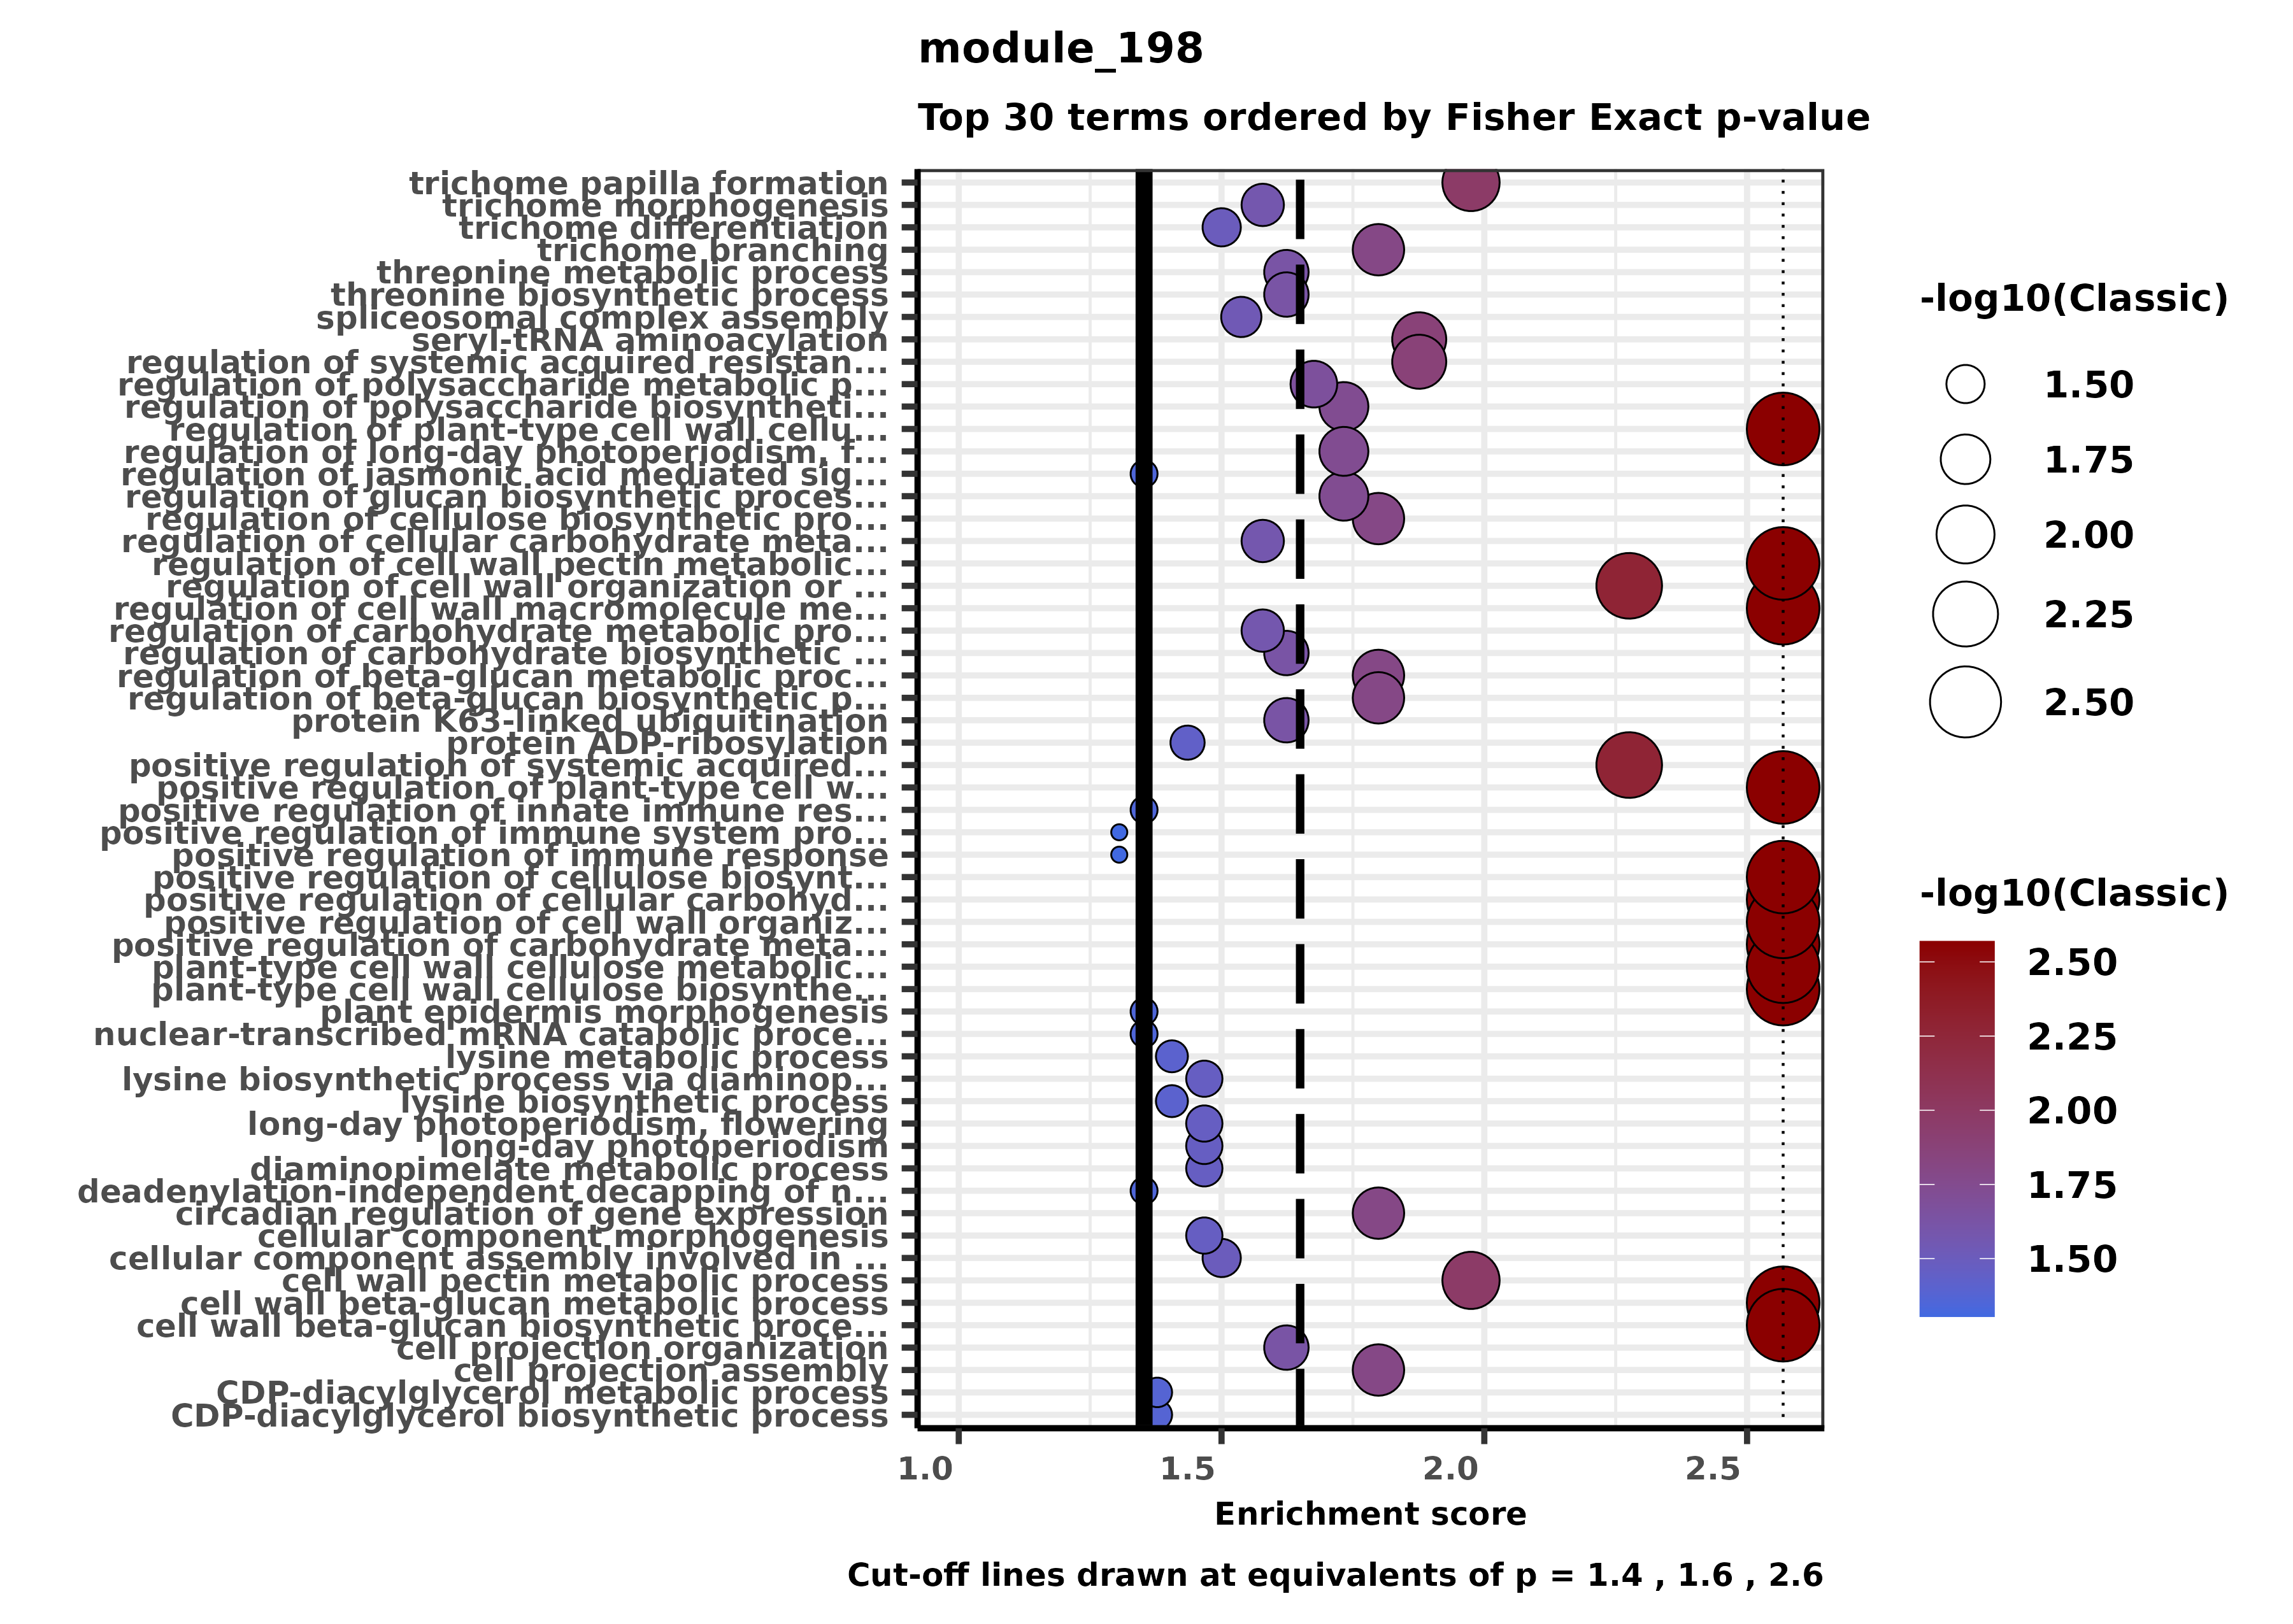 module_198
Top 30 terms ordered by Fisher Exact p-value
trichome papilla formation
trichome morphogenesis
trichome differentiation
trichome branching
threonine metabolic process
threonine biosynthetic process
spliceosomal complex assembly
seryl-tRNA aminoacylation
regulation of systemic acquired resistan...
regulation of polysaccharide metabolic p...
regulation of polysaccharide biosyntheti...
regulation of plant-type cell wall cellu...
regulation of long-day photoperiodism, f...
regulation of jasmonic acid mediated sig...
regulation of glucan biosynthetic proces...
regulation of cellulose biosynthetic pro...
regulation of cellular carbohydrate meta...
regulation of cell wall pectin metabolic...
regulation of cell wall organization or ...
regulation of cell wall macromolecule me...
regulation of carbohydrate metabolic pro...
regulation of carbohydrate biosynthetic ...
regulation of beta-glucan metabolic proc...
regulation of beta-glucan biosynthetic p...
protein K63-linked ubiquitination
protein ADP-ribosylation
positive regulation of systemic acquired...
positive regulation of plant-type cell w...
positive regulation of innate immune res...
positive regulation of immune system pro...
positive regulation of immune response
positive regulation of cellulose biosynt...
positive regulation of cellular carbohyd...
positive regulation of cell wall organiz...
positive regulation of carbohydrate meta...
plant-type cell wall cellulose metabolic...
plant-type cell wall cellulose biosynthe...
plant epidermis morphogenesis
nuclear-transcribed mRNA catabolic proce...
lysine metabolic process
lysine biosynthetic process via diaminop...
lysine biosynthetic process
long-day photoperiodism, flowering
long-day photoperiodism
diaminopimelate metabolic process
deadenylation-independent decapping of n...
circadian regulation of gene expression
cellular component morphogenesis
cellular component assembly involved in ...
cell wall pectin metabolic process
cell wall beta-glucan metabolic process
cell wall beta-glucan biosynthetic proce...
cell projection organization
cell projection assembly
CDP-diacylglycerol metabolic process
CDP-diacylglycerol biosynthetic process
1.0 1.5 2.0 2.5
Enrichment score
Cut-off lines drawn at equivalents of p = 1.4 , 1.6 , 2.6
-log10(Classic)
1.50
1.75
2.00
2.25
2.50
-log10(Classic)
2.50
2.25
2.00
1.75
1.50